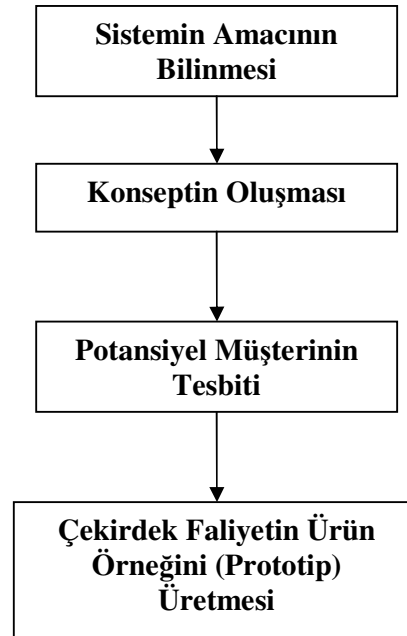 Sistemin Amacının
Bilinmesi
Konseptin Oluşması
Potansiyel Müşterinin
Tesbiti
Çekirdek Faliyetin Ürün
Örneğini (Prototip)
Üretmesi